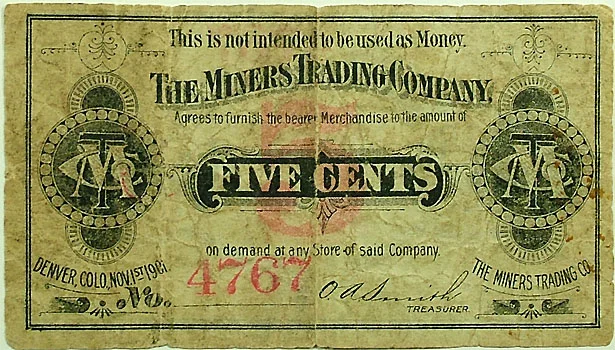 This is not intended to be used as Money.
THE MINERS TRADING COMPANY,
Agrees to furnish the bearer Merchandise to the amount of
5
FIVE CENTS
on demand at any Store of said Company.
DENVER, COLO, NOV, 1ST 1901.
No. 4767
O A Smith
TREASURER
THE MINERS TRADING CO.